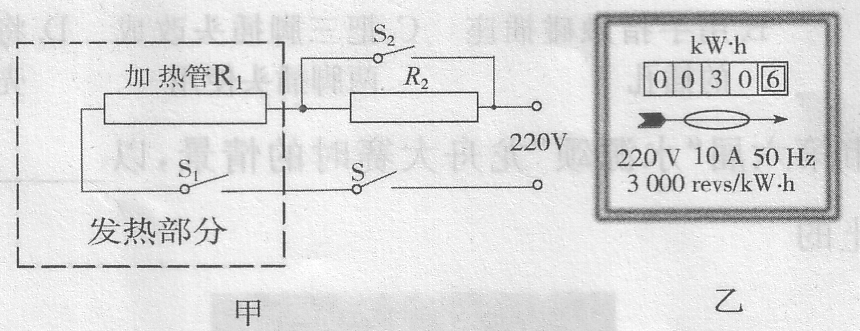 S₂
加热管R₁
R₂
220V
S₁
S
发热部分
甲
kW·h
0 0 3 0 6
220 V 10 A 50 Hz
3 000 revs/kW·h
乙